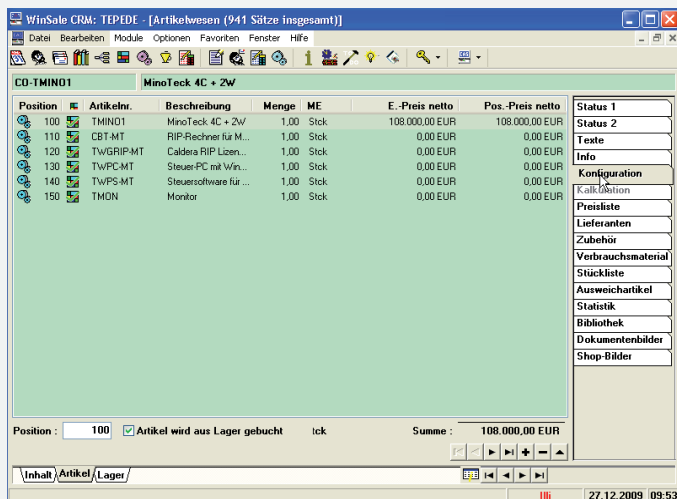 WinSale CRM: TEPEDE - [Artikelwesen (941 Sätze insgesamt)]
Datei Bearbeiten Module Optionen Favoriten Fenster Hilfe
CO-TMINO1 MinoTeck 4C + 2W
Position Artikelnr. Beschreibung Menge ME E.-Preis netto Pos.-Preis netto
100 TMINO1 MinoTeck 4C + 2W 1,00 Stck 108.000,00 EUR 108.000,00 EUR
110 CBT-MT RIP-Rechner für M... 1,00 Stck 0,00 EUR 0,00 EUR
120 TWGRIP-MT Caldera RIP Lizen... 1,00 Stck 0,00 EUR 0,00 EUR
130 TWPC-MT Steuer-PC mit Win... 1,00 Stck 0,00 EUR 0,00 EUR
140 TWPS-MT Steuersoftware für ... 1,00 Stck 0,00 EUR 0,00 EUR
150 TMON Monitor 1,00 Stck 0,00 EUR 0,00 EUR
Status 1
Status 2
Texte
Info
Konfiguration
Kalkulation
Preisliste
Lieferanten
Zubehör
Verbrauchsmaterial
Stückliste
Ausweichartikel
Statistik
Bibliothek
Dokumentenbilder
Shop-Bilder
Position : 100 Artikel wird aus Lager gebucht tck Summe : 108.000,00 EUR
Inhalt Artikel Lager
Illi 27.12.2009 09:53